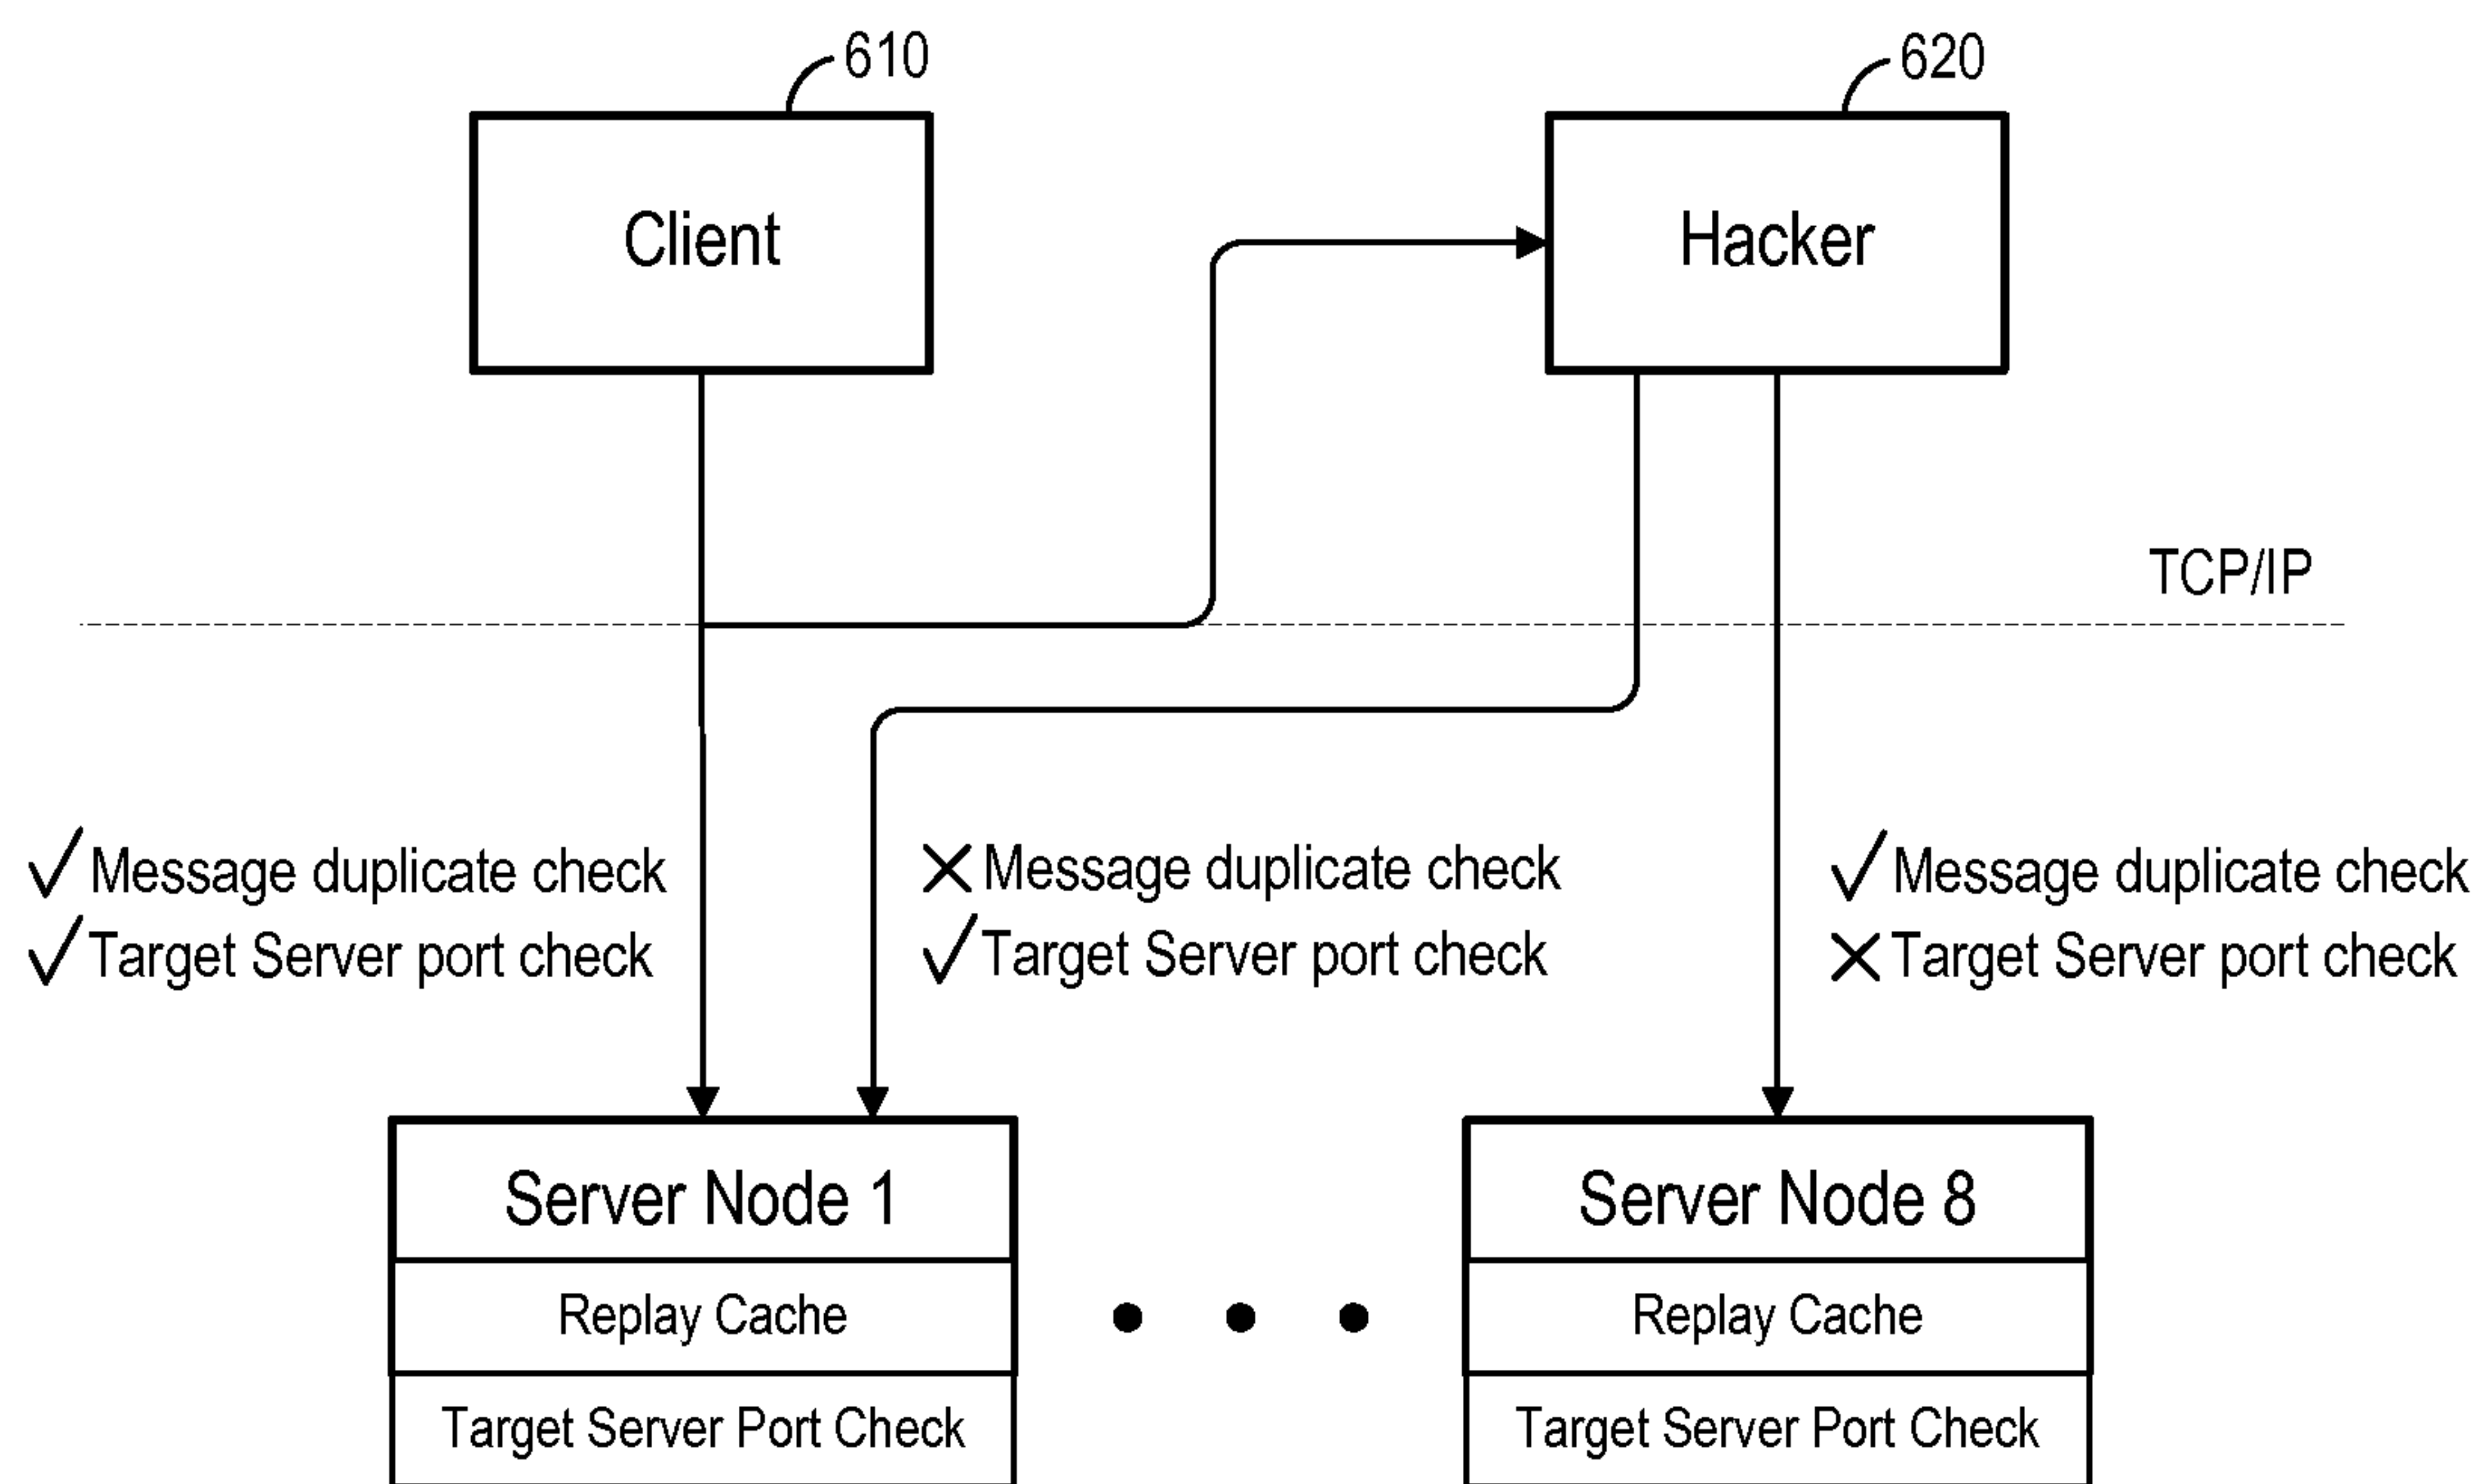 610
620
Client
Hacker
TCP/IP
✓ Message duplicate check
✓ Target Server port check
✕ Message duplicate check
✓ Target Server port check
✓ Message duplicate check
✕ Target Server port check
Server Node 1
Replay Cache
Target Server Port Check
• • •
Server Node 8
Replay Cache
Target Server Port Check